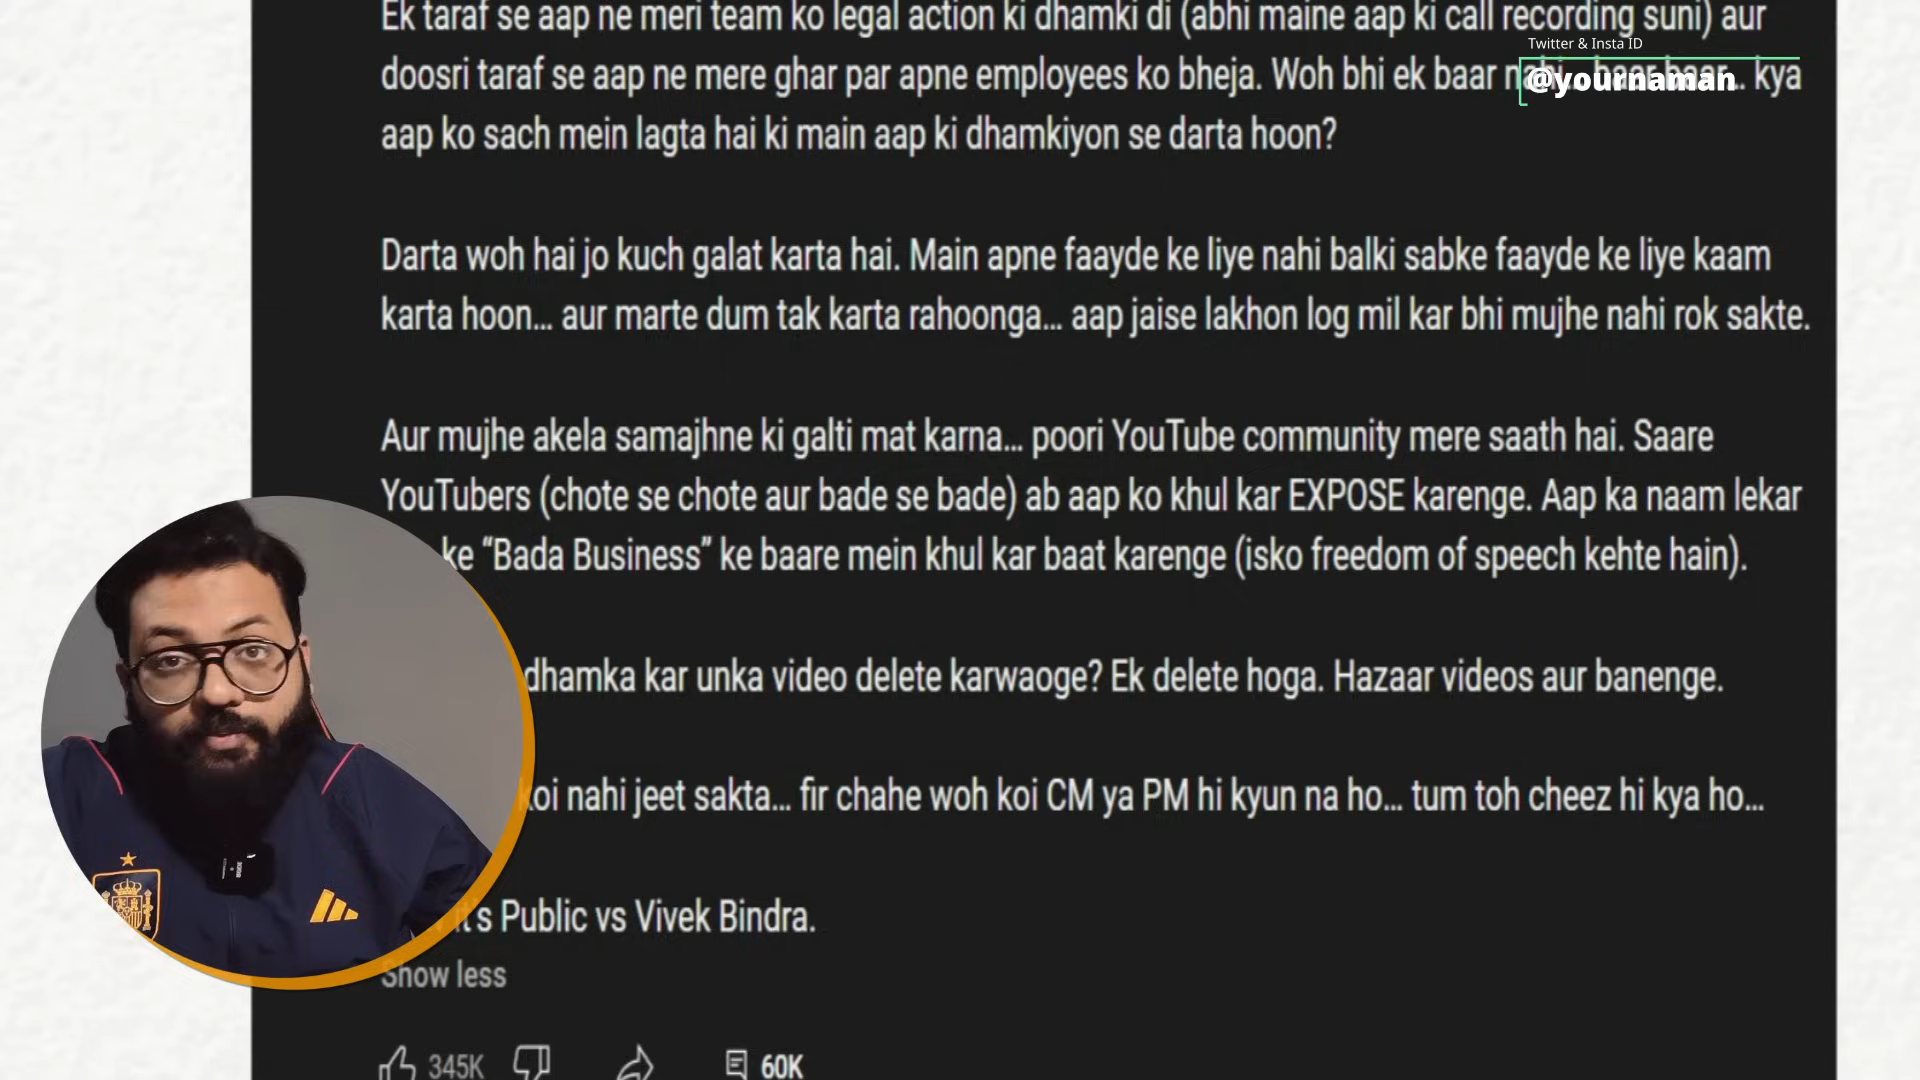 Ek taraf se aap ne meri team ko legal action ki dhamki di (abhi maine aap ki call recording suni) aur
Twitter & Insta ID
doosri taraf se aap ne mere ghar par apne employees ko bheja. Woh bhi ek baar nahi... baar baar... kya
@yournaman
aap ko sach mein lagta hai ki main aap ki dhamkiyon se darta hoon?
Darta woh hai jo kuch galat karta hai. Main apne faayde ke liye nahi balki sabke faayde ke liye kaam
karta hoon... aur marte dum tak karta rahoonga... aap jaise lakhon log mil kar bhi mujhe nahi rok sakte.
Aur mujhe akela samajhne ki galti mat karna... poori YouTube community mere saath hai. Saare
YouTubers (chote se chote aur bade se bade) ab aap ko khul kar EXPOSE karenge. Aap ka naam lekar
ke “Bada Business” ke baare mein khul kar baat karenge (isko freedom of speech kehte hain).
dhamka kar unka video delete karwaoge? Ek delete hoga. Hazaar videos aur banenge.
koi nahi jeet sakta... fir chahe woh koi CM ya PM hi kyun na ho... tum toh cheez hi kya ho...
it's Public vs Vivek Bindra.
Show less
345K 60K